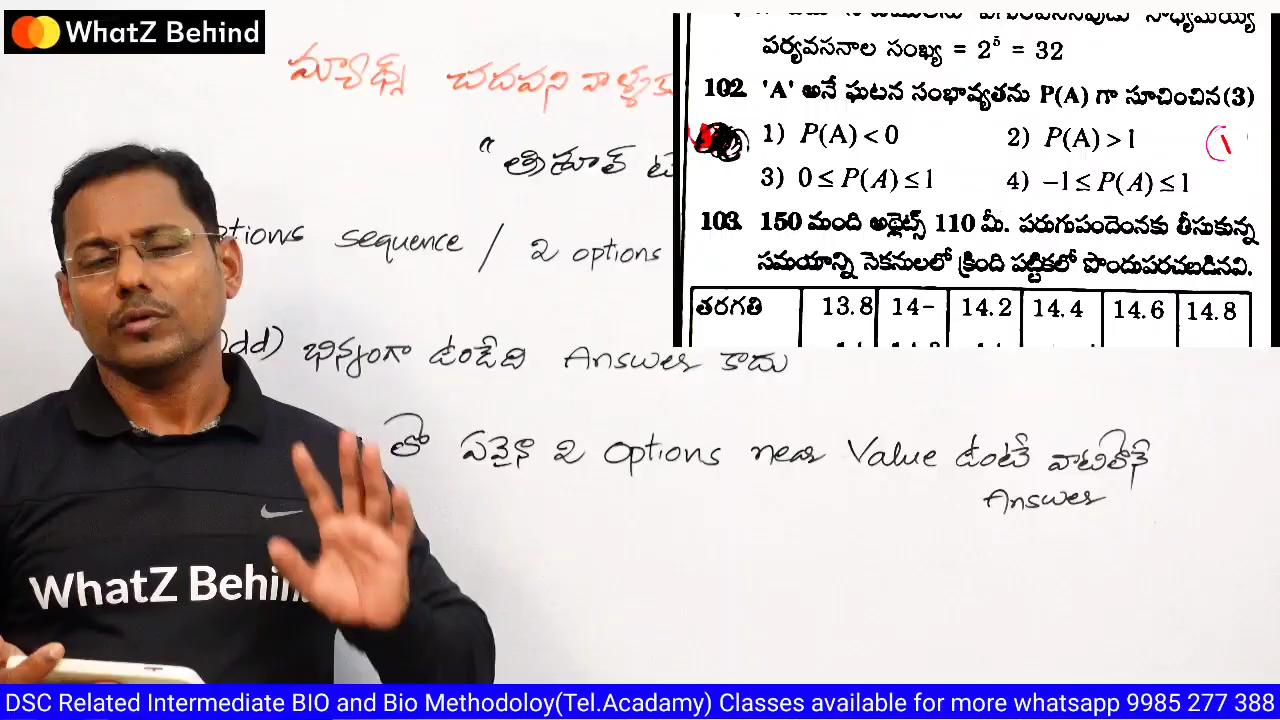 WhatZ Behind
మ్యాథ్స్ చదవని వాళ్ళకు
"త్రిశూల్
options sequence / 2 options
(Odd) భిన్నంగా ఉండేది Answer కాదు
తో ఏవైనా 2 options near Value ఉంటే వాటిలోనే
Answer
పర్యవసనాల సంఖ్య = 2⁵ = 32
102. 'A' అనే ఘటన సంభావ్యతను P(A) గా సూచించిన (3)
1) P(A) < 0 2) P(A) > 1
3) 0 ≤ P(A) ≤ 1 4) −1 ≤ P(A) ≤ 1
103. 150 మంది అథ్లెట్స్ 110 మీ. పరుగుపందెంనకు తీసుకున్న
సమయాన్ని సెకనులలో క్రింది పట్టికలో పొందుపరచబడినవి.
తరగతి 13.8 14- 14.2 14.4 14.6 14.8
WhatZ Behind
DSC Related Intermediate BIO and Bio Methodoloy(Tel.Acadamy) Classes available for more whatsapp 9985 277 388